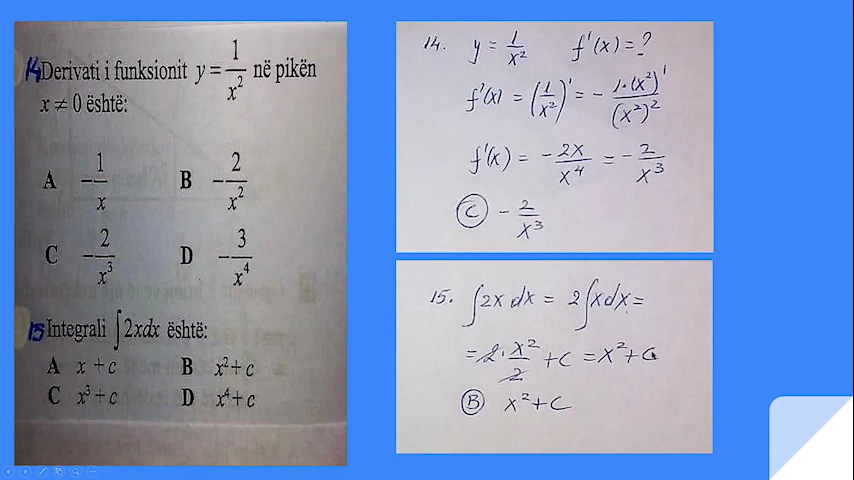 14 Derivati i funksionit y = 1/x² në pikën
x ≠ 0 është:
A -1/x B -2/x²
C -2/x³ D -3/x⁴
15 Integrali ∫2xdx është:
A x + c B x² + c
C x³ + c D x⁴ + c
14. y = 1/x² f'(x) = ?
f'(x) = (1/x²)' = - 1·(x²)'/(x²)²
f'(x) = -2x/x⁴ = -2/x³
C -2/x³
15. ∫2x dx = 2∫xdx =
= 2·x²/2 + c = x² + c
B x² + c